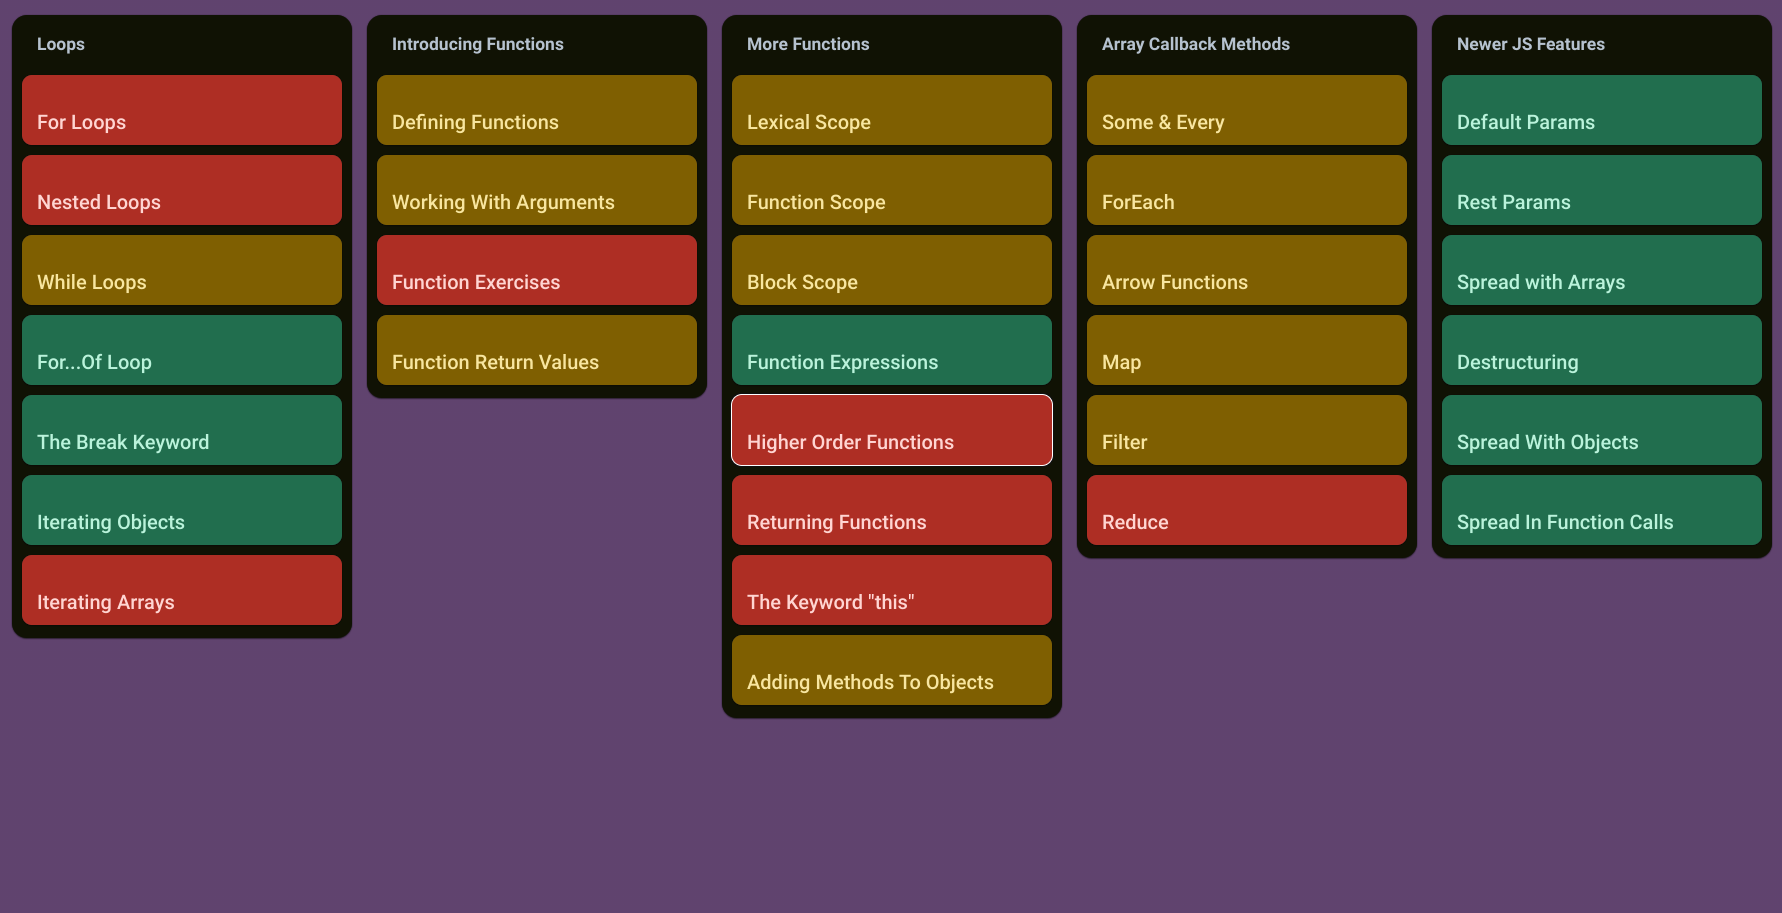 Loops
For Loops
Nested Loops
While Loops
For...Of Loop
The Break Keyword
Iterating Objects
Iterating Arrays
Introducing Functions
Defining Functions
Working With Arguments
Function Exercises
Function Return Values
More Functions
Lexical Scope
Function Scope
Block Scope
Function Expressions
Higher Order Functions
Returning Functions
The Keyword "this"
Adding Methods To Objects
Array Callback Methods
Some & Every
ForEach
Arrow Functions
Map
Filter
Reduce
Newer JS Features
Default Params
Rest Params
Spread with Arrays
Destructuring
Spread With Objects
Spread In Function Calls